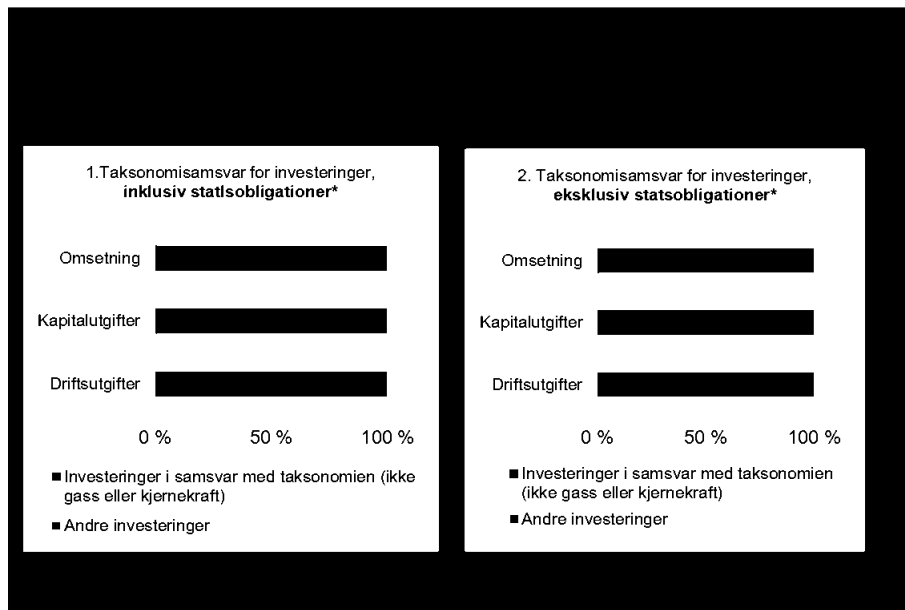 1.Taksonomisamsvar for investeringer,
inklusiv statlsobligationer*
Omsetning
Kapitalutgifter
Driftsutgifter
0 %
50 %
100 %
Investeringer i samsvar med taksonomien (ikke
gass eller kjernekraft)
Andre investeringer
2. Taksonomisamsvar for investeringer,
eksklusiv statsobligationer*
Omsetning
Kapitalutgifter
Driftsutgifter
0 %
50 %
100 %
Investeringer i samsvar med taksonomien
(ikke gass eller kjernekraft)
Andre investeringer